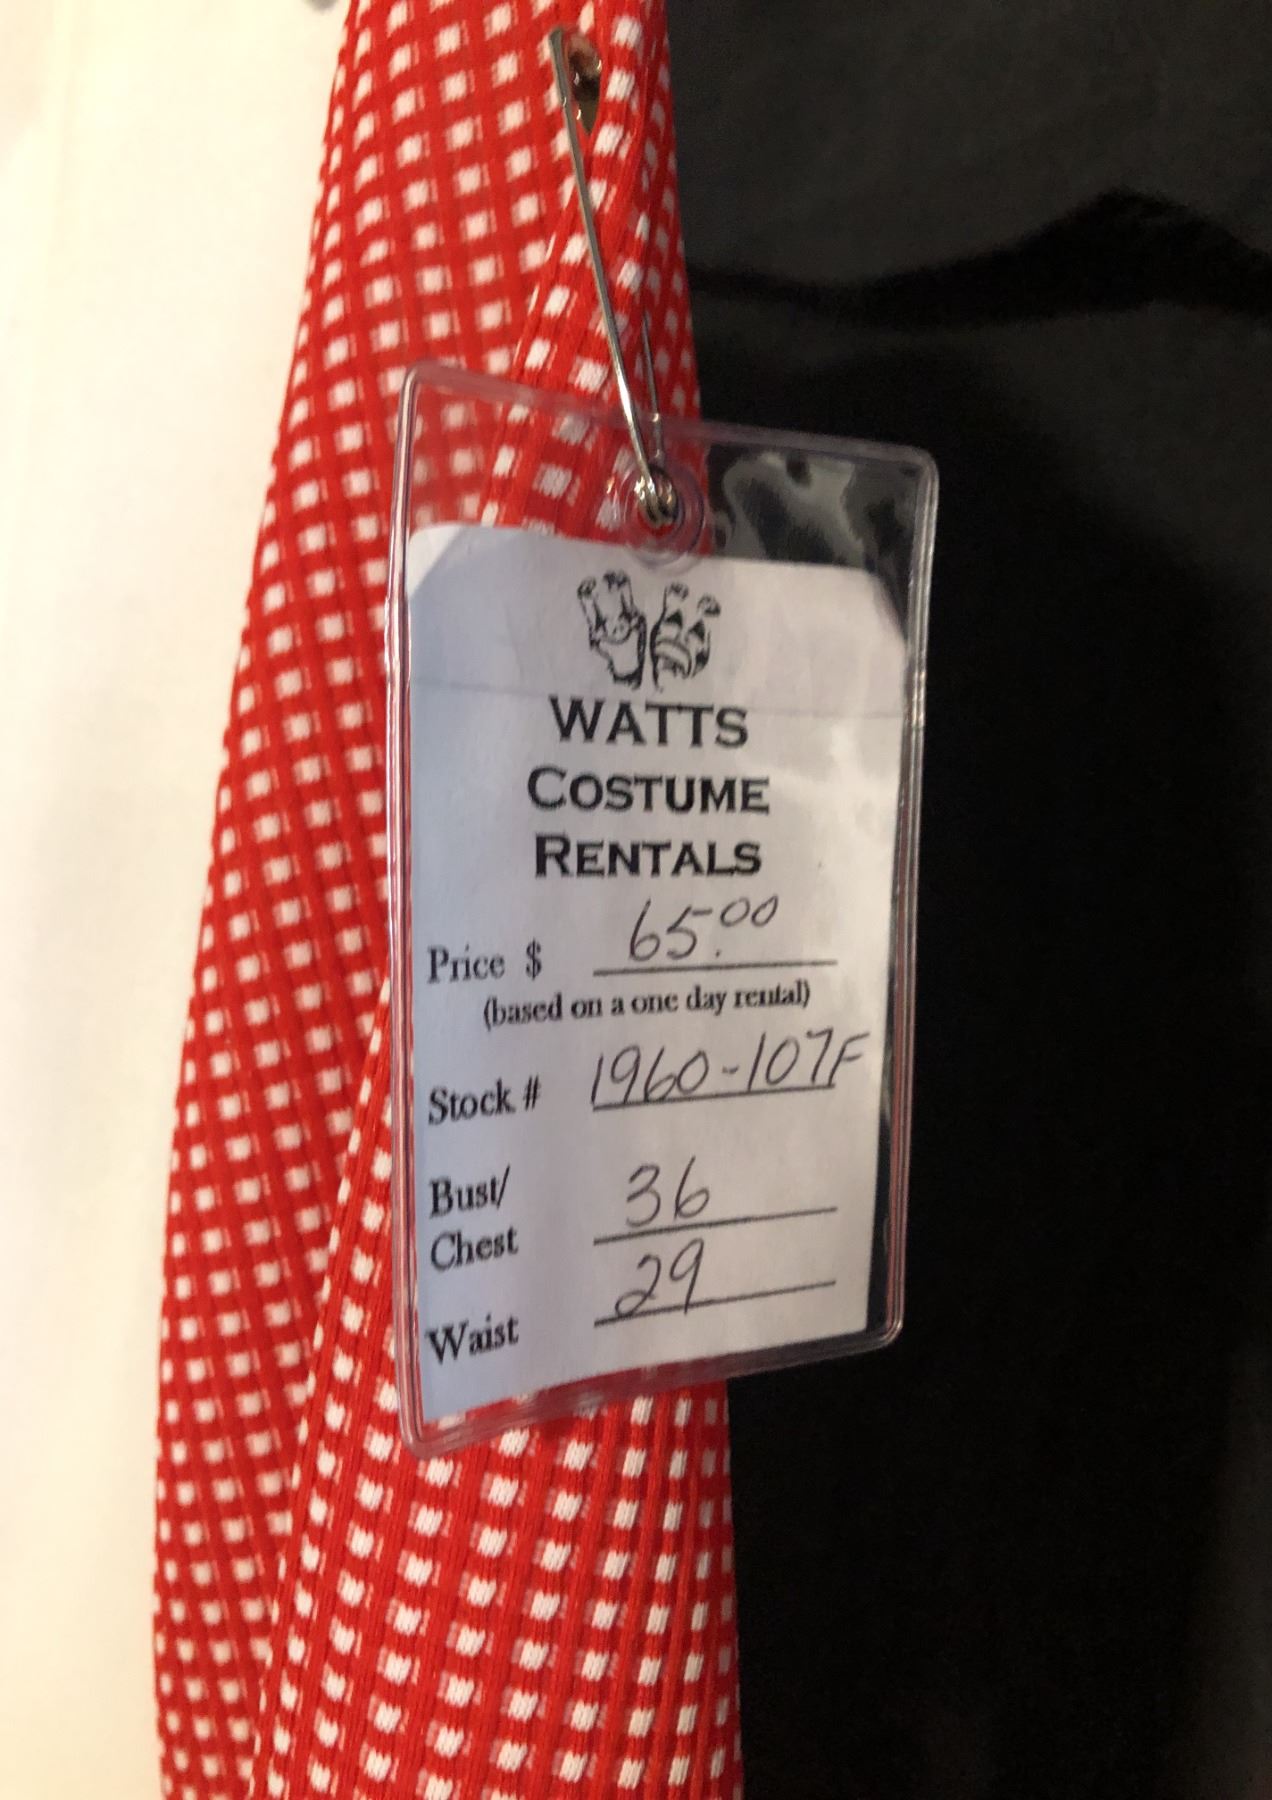 WATTS
COSTUME
RENTALS
Price $ 65.00
(based on a one day rental)
Stock # 1960-107F
Bust/
Chest 36
Waist 29